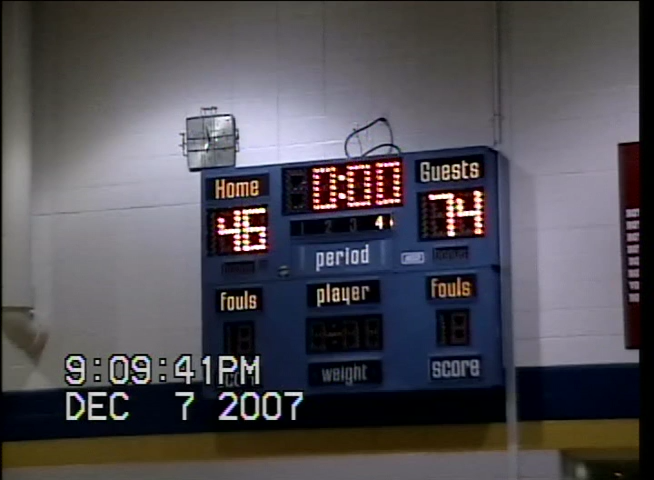 Home 0:00 Guests
46 1 2 3 4 74
period
fouls player fouls
weight score
9:09:41PM
DEC 7 2007